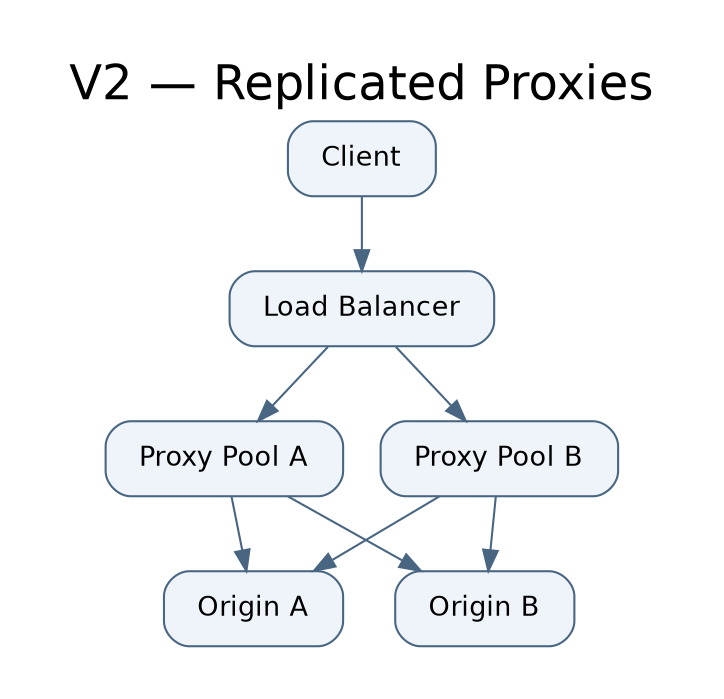 V2 — Replicated Proxies
Client
Load Balancer
Proxy Pool A
Proxy Pool B
Origin A
Origin B